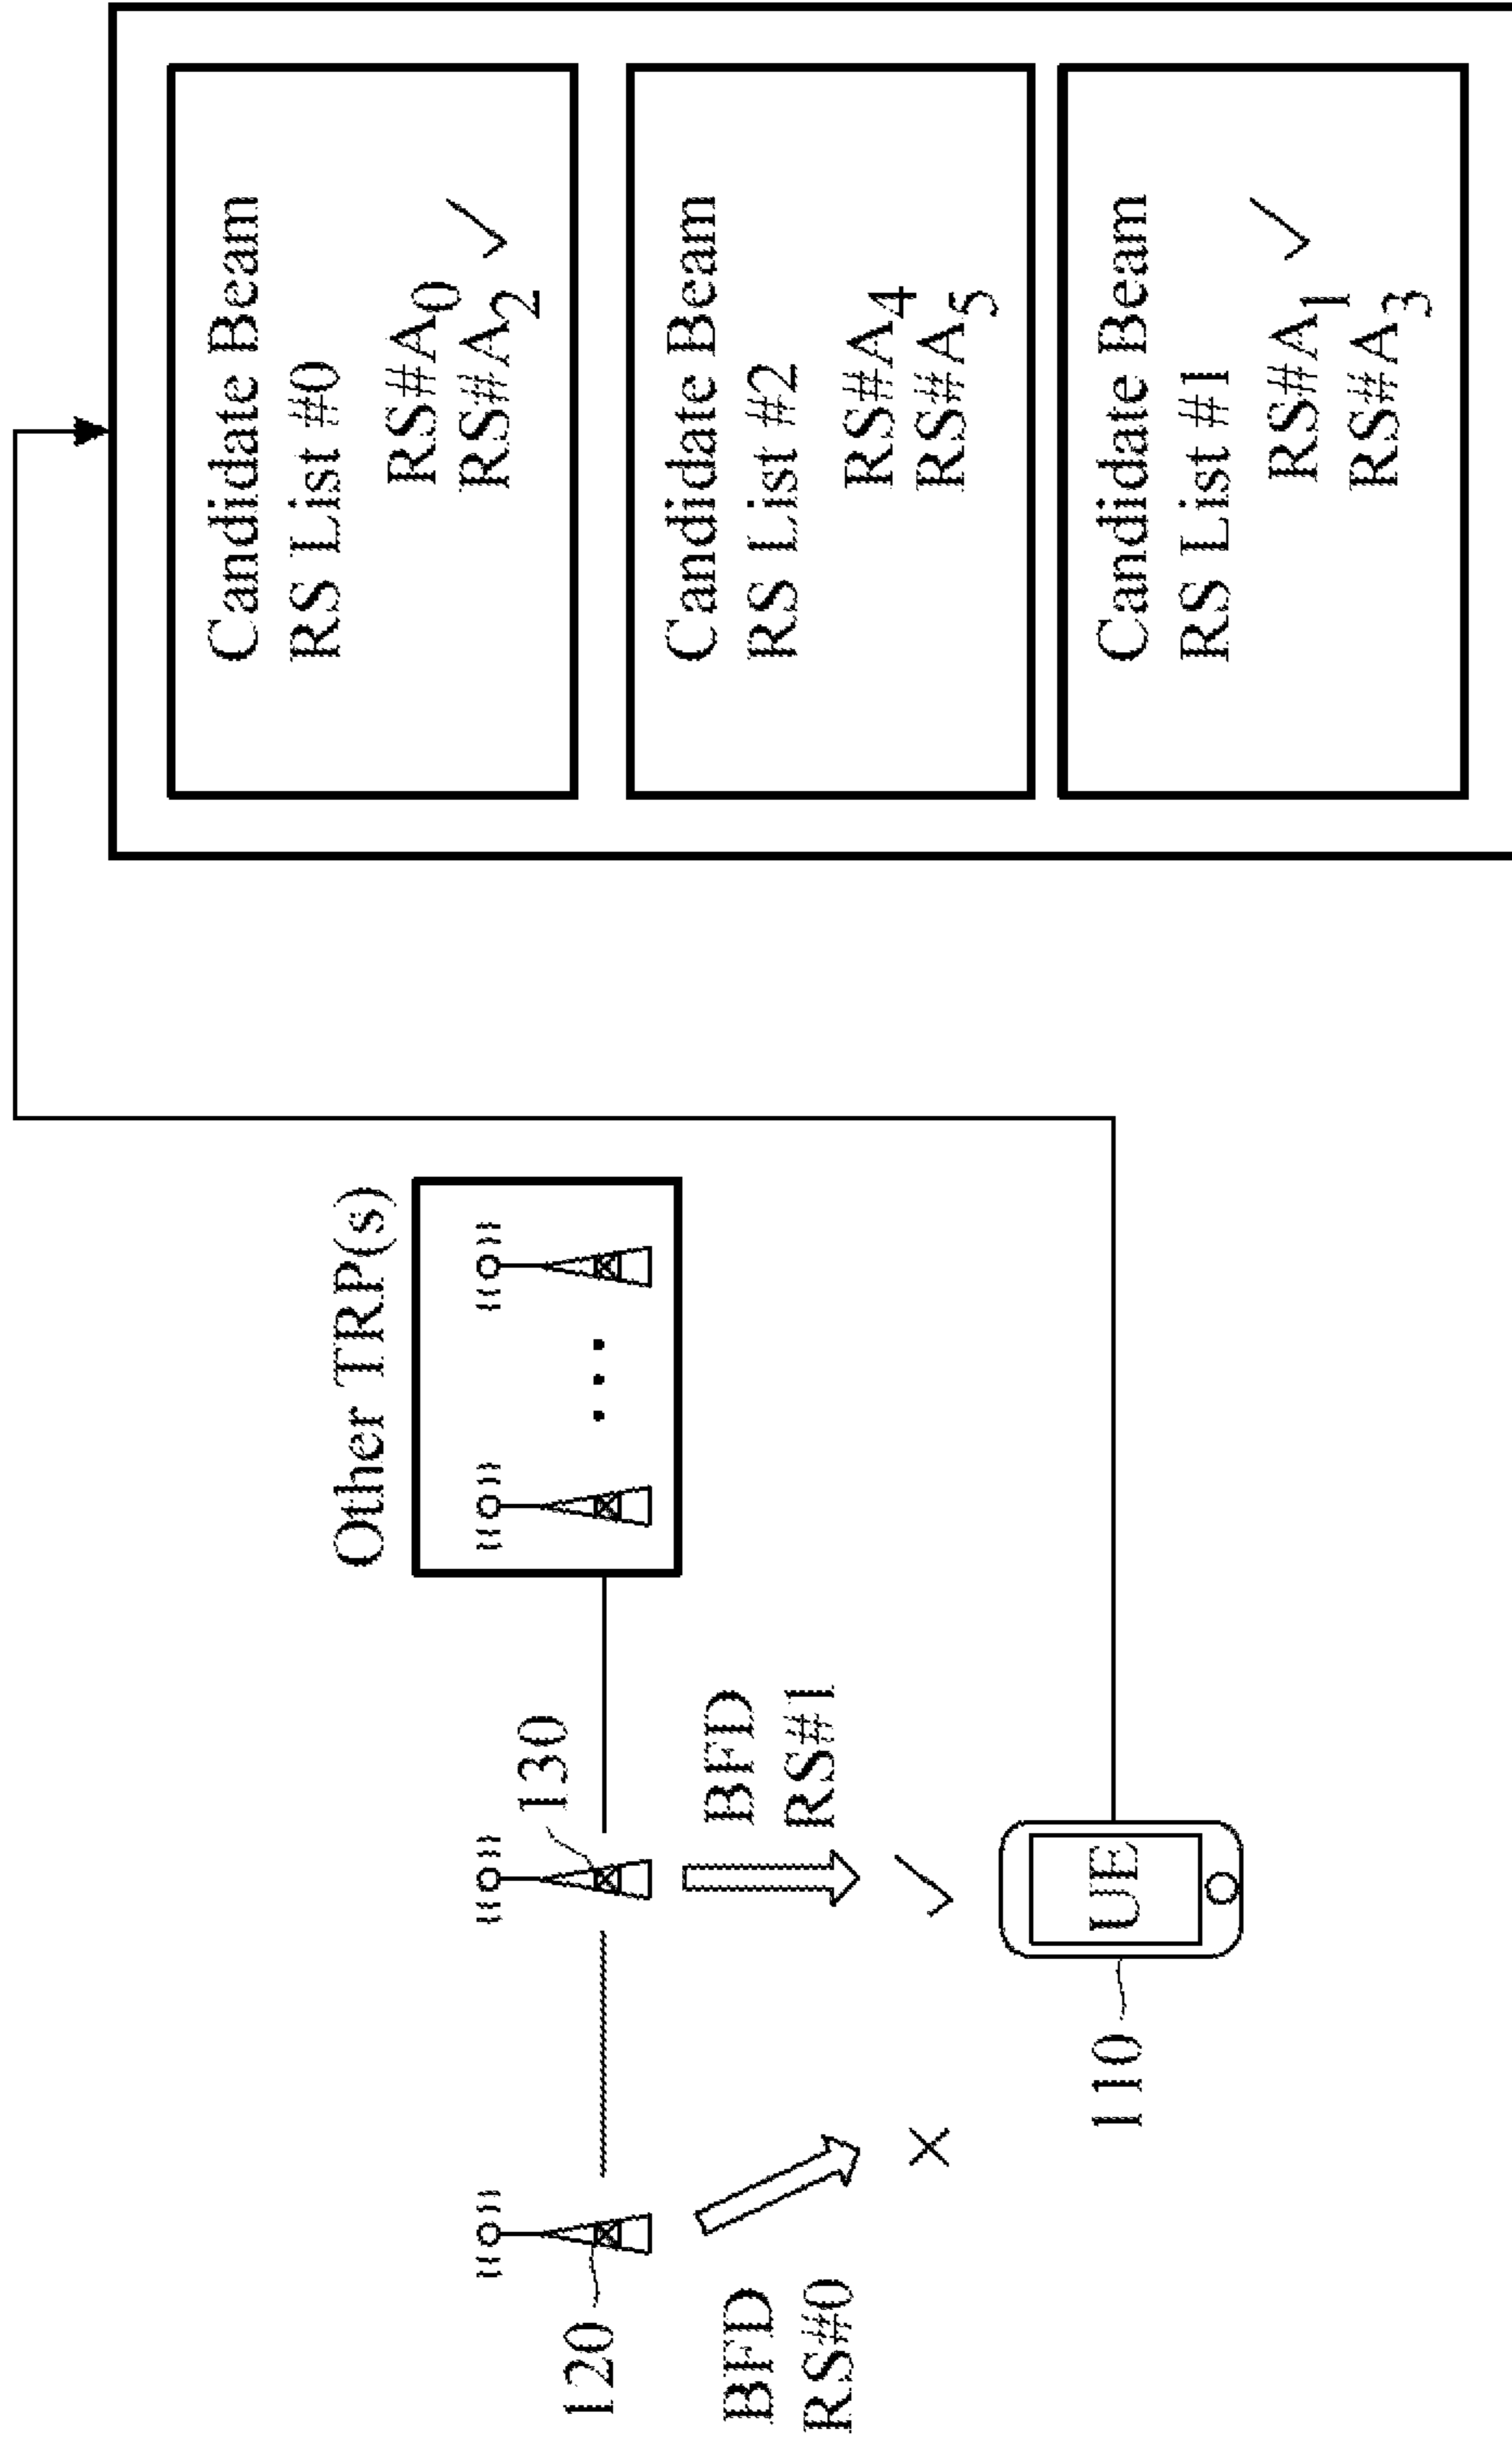 Other TRP(s)
120
130
BFD
RS#0
BFD
RS#1
110
UE
Candidate Beam
RS List #0
RS#A0
RS#A2
Candidate Beam
RS List #2
RS#A4
RS#A5
Candidate Beam
RS List #1
RS#A1
RS#A3